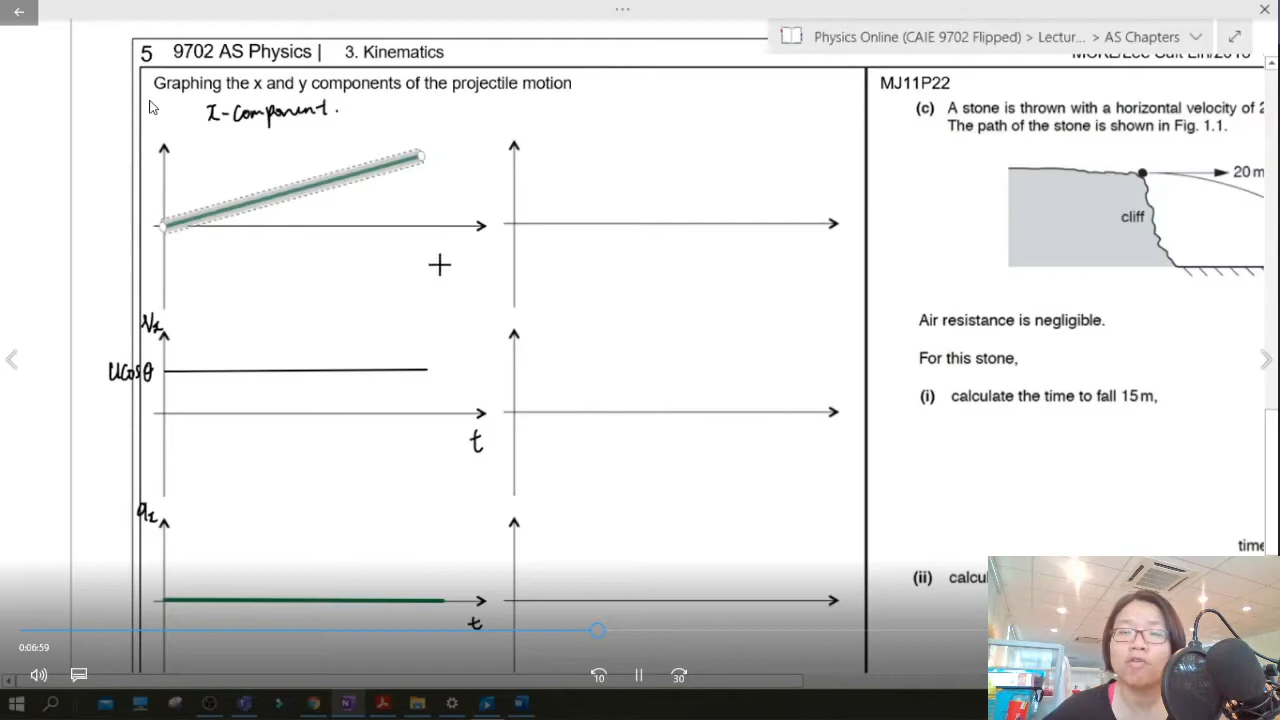 Physics Online (CAIE 9702 Flipped) > Lectur... > AS Chapters
5 9702 AS Physics | 3. Kinematics
Graphing the x and y components of the projectile motion
x-component.
Vx
ucosθ
t
ax
t
MJ11P22
(c) A stone is thrown with a horizontal velocity of 2
The path of the stone is shown in Fig. 1.1.
20 m
cliff
Air resistance is negligible.
For this stone,
(i) calculate the time to fall 15 m,
time
(ii) calcu
0:06:59
10
30